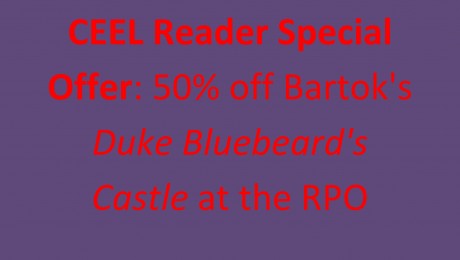 CEEL Reader Special
Offer: 50% off Bartok's
Duke Bluebeard's
Castle at the RPO